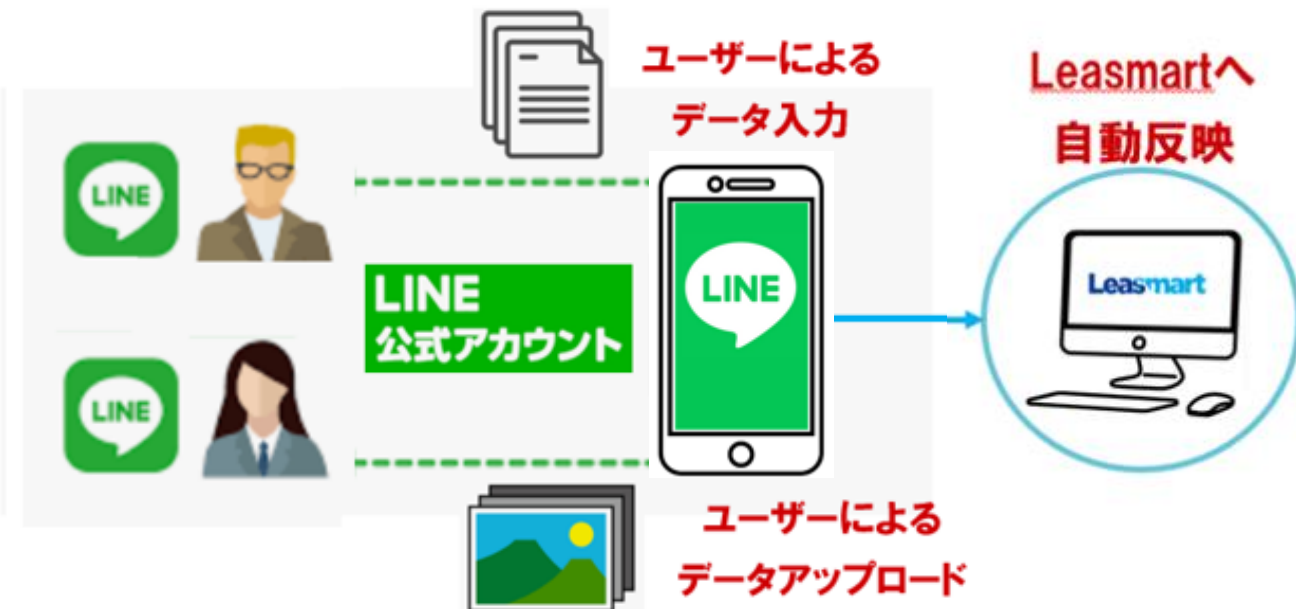 ユーザーによる
データ入力
Leasmartへ
自動反映
LINE
LINE
公式アカウント
LINE
Leasmart
LINE
ユーザーによる
データアップロード